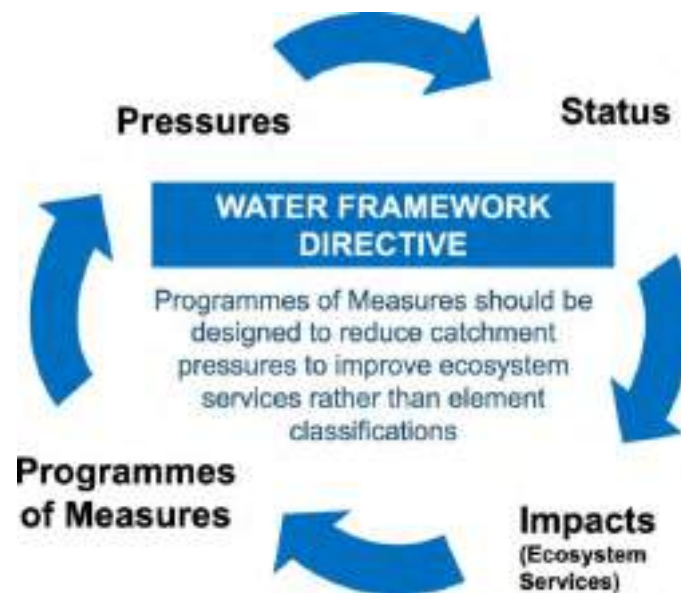 Pressures
Status
WATER FRAMEWORK
DIRECTIVE
Programmes of Measures should be
designed to reduce catchment
pressures to improve ecosystem
services rather than element
classifications
Programmes
of Measures
Impacts
(Ecosystem
Services)